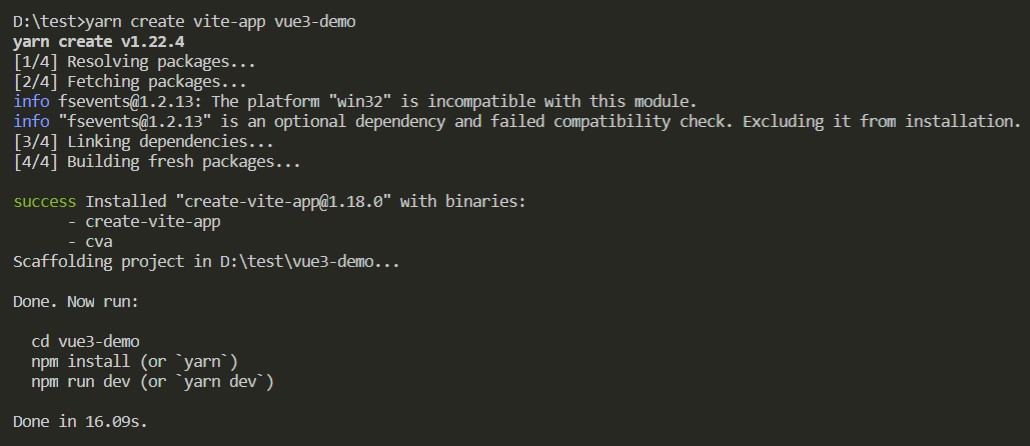 D:\test>yarn create vite-app vue3-demo
yarn create v1.22.4
[1/4] Resolving packages...
[2/4] Fetching packages...
info fsevents@1.2.13: The platform "win32" is incompatible with this module.
info "fsevents@1.2.13" is an optional dependency and failed compatibility check. Excluding it from installation.
[3/4] Linking dependencies...
[4/4] Building fresh packages...
success Installed "create-vite-app@1.18.0" with binaries:
- create-vite-app
- cva
Scaffolding project in D:\test\vue3-demo...
Done. Now run:
cd vue3-demo
npm install (or `yarn`)
npm run dev (or `yarn dev`)
Done in 16.09s.